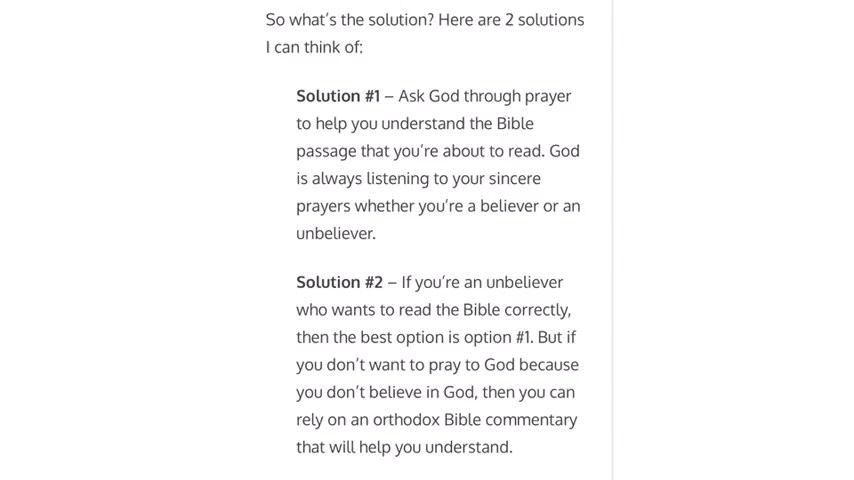 So what’s the solution? Here are 2 solutions
I can think of:
Solution #1 – Ask God through prayer
to help you understand the Bible
passage that you’re about to read. God
is always listening to your sincere
prayers whether you’re a believer or an
unbeliever.
Solution #2 – If you’re an unbeliever
who wants to read the Bible correctly,
then the best option is option #1. But if
you don’t want to pray to God because
you don’t believe in God, then you can
rely on an orthodox Bible commentary
that will help you understand.